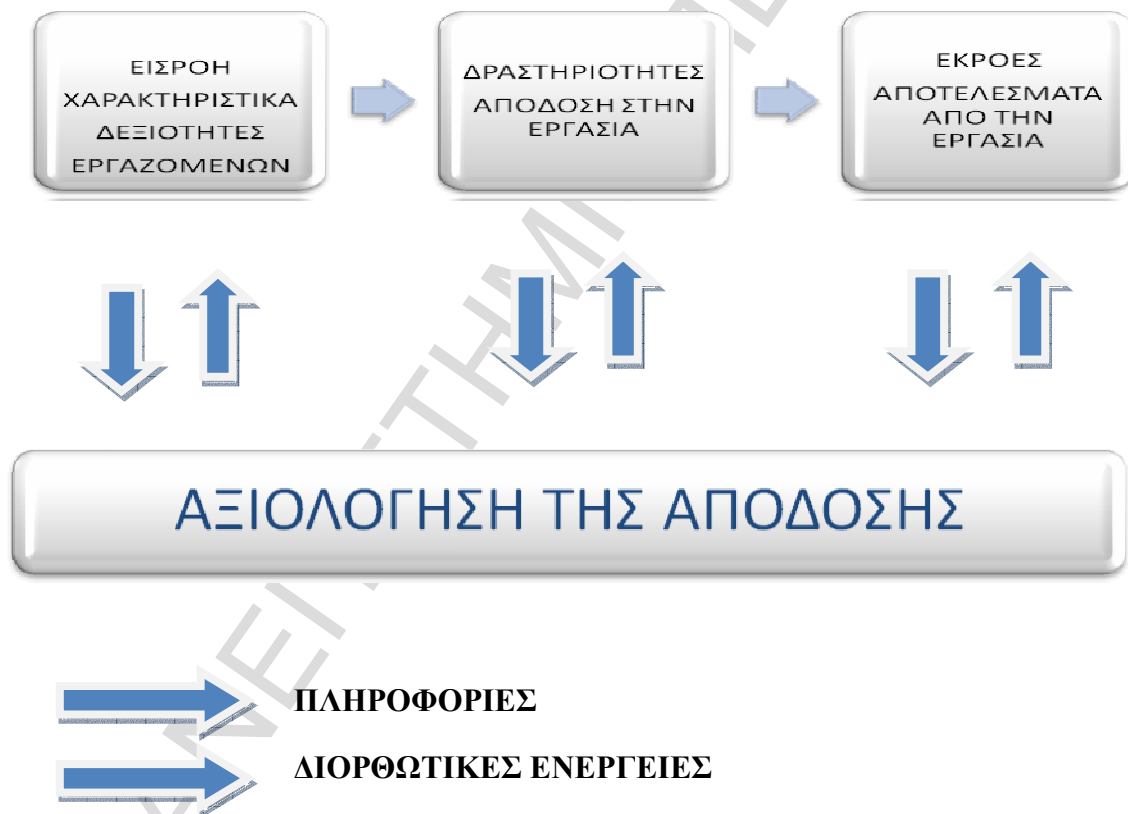 ΕΙΣΡΟΗ
ΧΑΡΑΚΤΗΡΙΣΤΙΚΑ
ΔΕΞΙΟΤΗΤΕΣ
ΕΡΓΑΖΟΜΕΝΩΝ
ΔΡΑΣΤΗΡΙΟΤΗΤΕΣ
ΑΠΟΔΟΣΗ ΣΤΗΝ
ΕΡΓΑΣΙΑ
ΕΚΡΟΕΣ
ΑΠΟΤΕΛΕΣΜΑΤΑ
ΑΠΟ ΤΗΝ
ΕΡΓΑΣΙΑ
ΑΞΙΟΛΟΓΗΣΗ ΤΗΣ ΑΠΟΔΟΣΗΣ
ΠΛΗΡΟΦΟΡΙΕΣ
ΔΙΟΡΘΩΤΙΚΕΣ ΕΝΕΡΓΕΙΕΣ